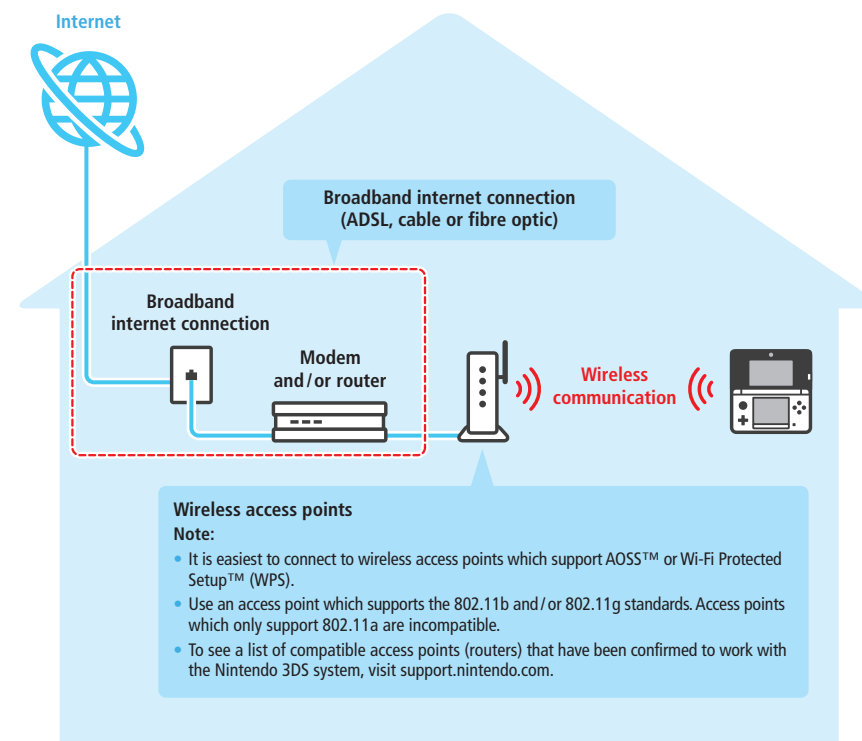 Internet
Broadband internet connection
(ADSL, cable or fibre optic)
Broadband
internet connection
Modem
and/or router
Wireless
communication
Wireless access points
Note:
• It is easiest to connect to wireless access points which support AOSS™ or Wi-Fi Protected
Setup™ (WPS).
• Use an access point which supports the 802.11b and/or 802.11g standards. Access points
which only support 802.11a are incompatible.
• To see a list of compatible access points (routers) that have been confirmed to work with
the Nintendo 3DS system, visit support.nintendo.com.